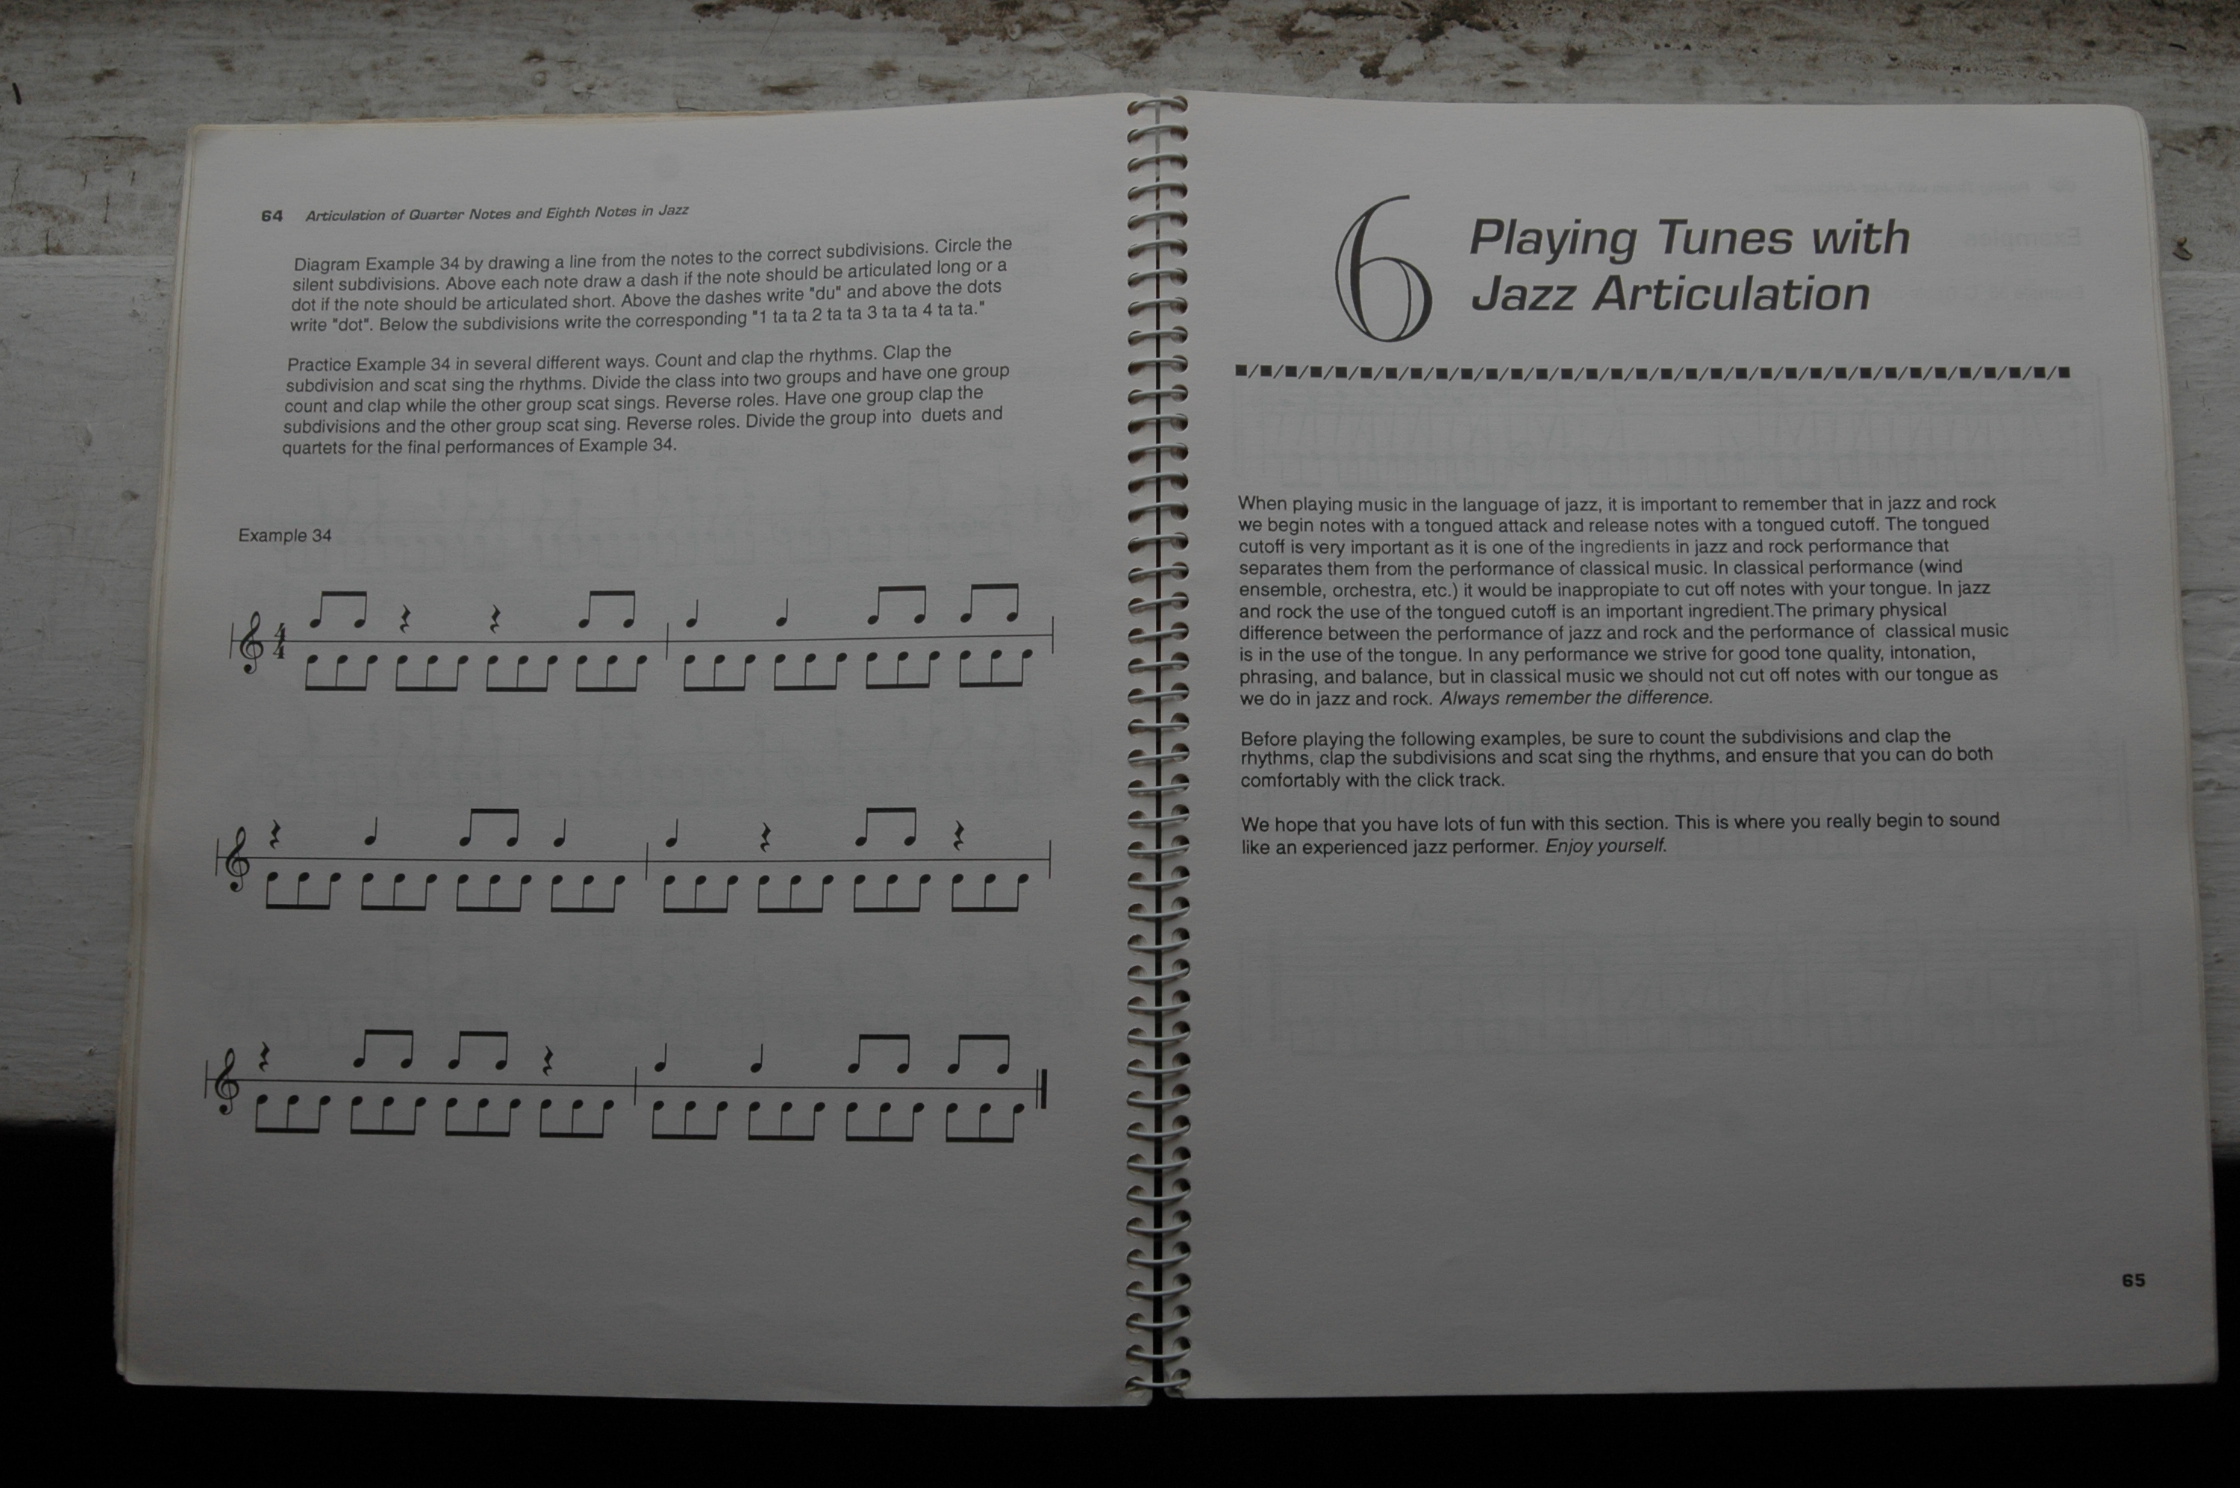 64 Articulation of Quarter Notes and Eighth Notes in Jazz
Diagram Example 34 by drawing a line from the notes to the correct subdivisions. Circle the
silent subdivisions. Above each note draw a dash if the note should be articulated long or a
dot if the note should be articulated short. Above the dashes write "du" and above the dots
write "dot". Below the subdivisions write the corresponding "1 ta ta 2 ta ta 3 ta ta 4 ta ta."
Practice Example 34 in several different ways. Count and clap the rhythms. Clap the
subdivision and scat sing the rhythms. Divide the class into two groups and have one group
count and clap while the other group scat sings. Reverse roles. Have one group clap the
subdivisions and the other group scat sing. Reverse roles. Divide the group into duets and
quartets for the final performances of Example 34.
Example 34
4
4
6
Playing Tunes with
Jazz Articulation
When playing music in the language of jazz, it is important to remember that in jazz and rock
we begin notes with a tongued attack and release notes with a tongued cutoff. The tongued
cutoff is very important as it is one of the ingredients in jazz and rock performance that
separates them from the performance of classical music. In classical performance (wind
ensemble, orchestra, etc.) it would be inappropiate to cut off notes with your tongue. In jazz
and rock the use of the tongued cutoff is an important ingredient.The primary physical
difference between the performance of jazz and rock and the performance of classical music
is in the use of the tongue. In any performance we strive for good tone quality, intonation,
phrasing, and balance, but in classical music we should not cut off notes with our tongue as
we do in jazz and rock. Always remember the difference.
Before playing the following examples, be sure to count the subdivisions and clap the
rhythms, clap the subdivisions and scat sing the rhythms, and ensure that you can do both
comfortably with the click track.
We hope that you have lots of fun with this section. This is where you really begin to sound
like an experienced jazz performer. Enjoy yourself.
65